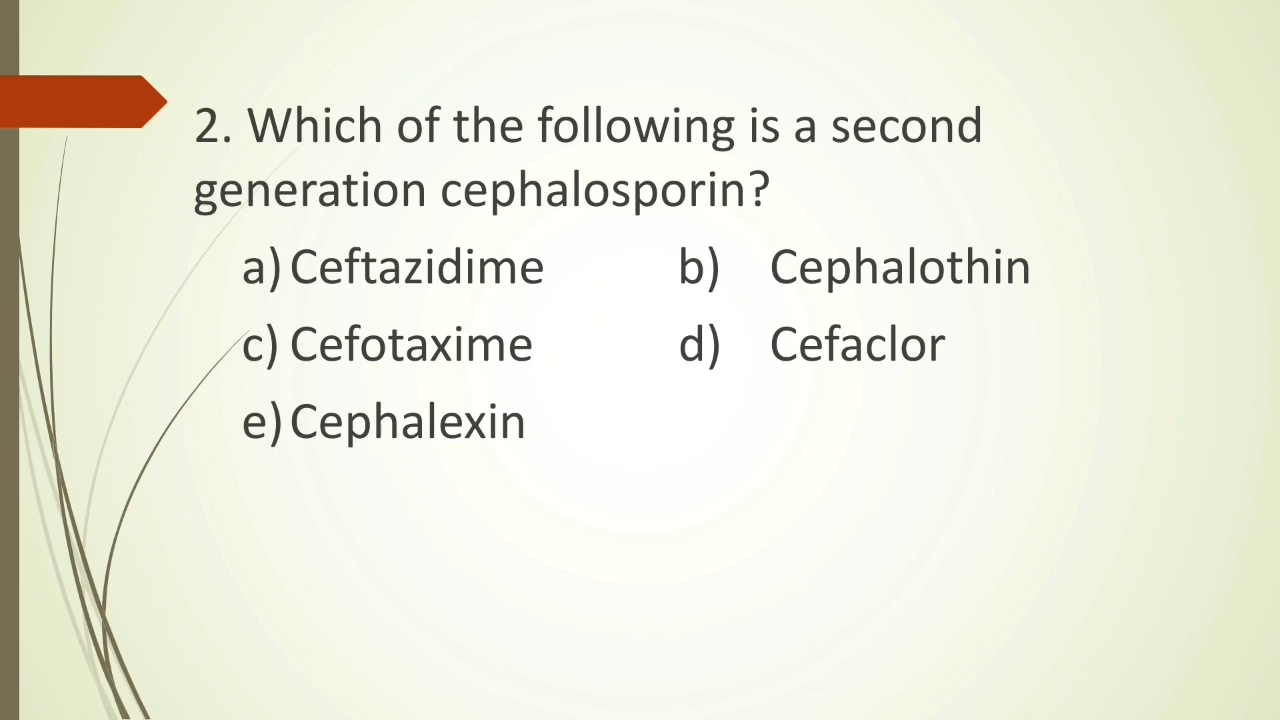 2. Which of the following is a second
generation cephalosporin?
a) Ceftazidime b) Cephalothin
c) Cefotaxime d) Cefaclor
e) Cephalexin